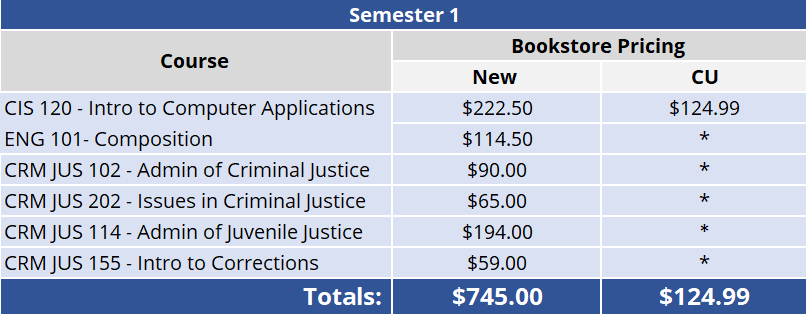 Semester 1
Course
Bookstore Pricing
New CU
CIS 120 - Intro to Computer Applications $222.50 $124.99
ENG 101- Composition $114.50 *
CRM JUS 102 - Admin of Criminal Justice $90.00 *
CRM JUS 202 - Issues in Criminal Justice $65.00 *
CRM JUS 114 - Admin of Juvenile Justice $194.00 *
CRM JUS 155 - Intro to Corrections $59.00 *
Totals: $745.00 $124.99